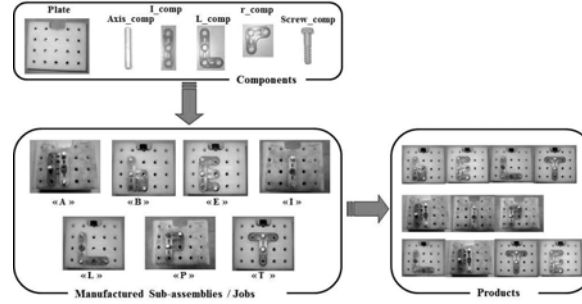 Plate
Axis_comp
I_comp
L_comp
r_comp
Screw_comp
Components
«A»
«B»
«E»
«I»
«L»
«P»
«T»
Manufactured Sub-assemblies / Jobs
Products